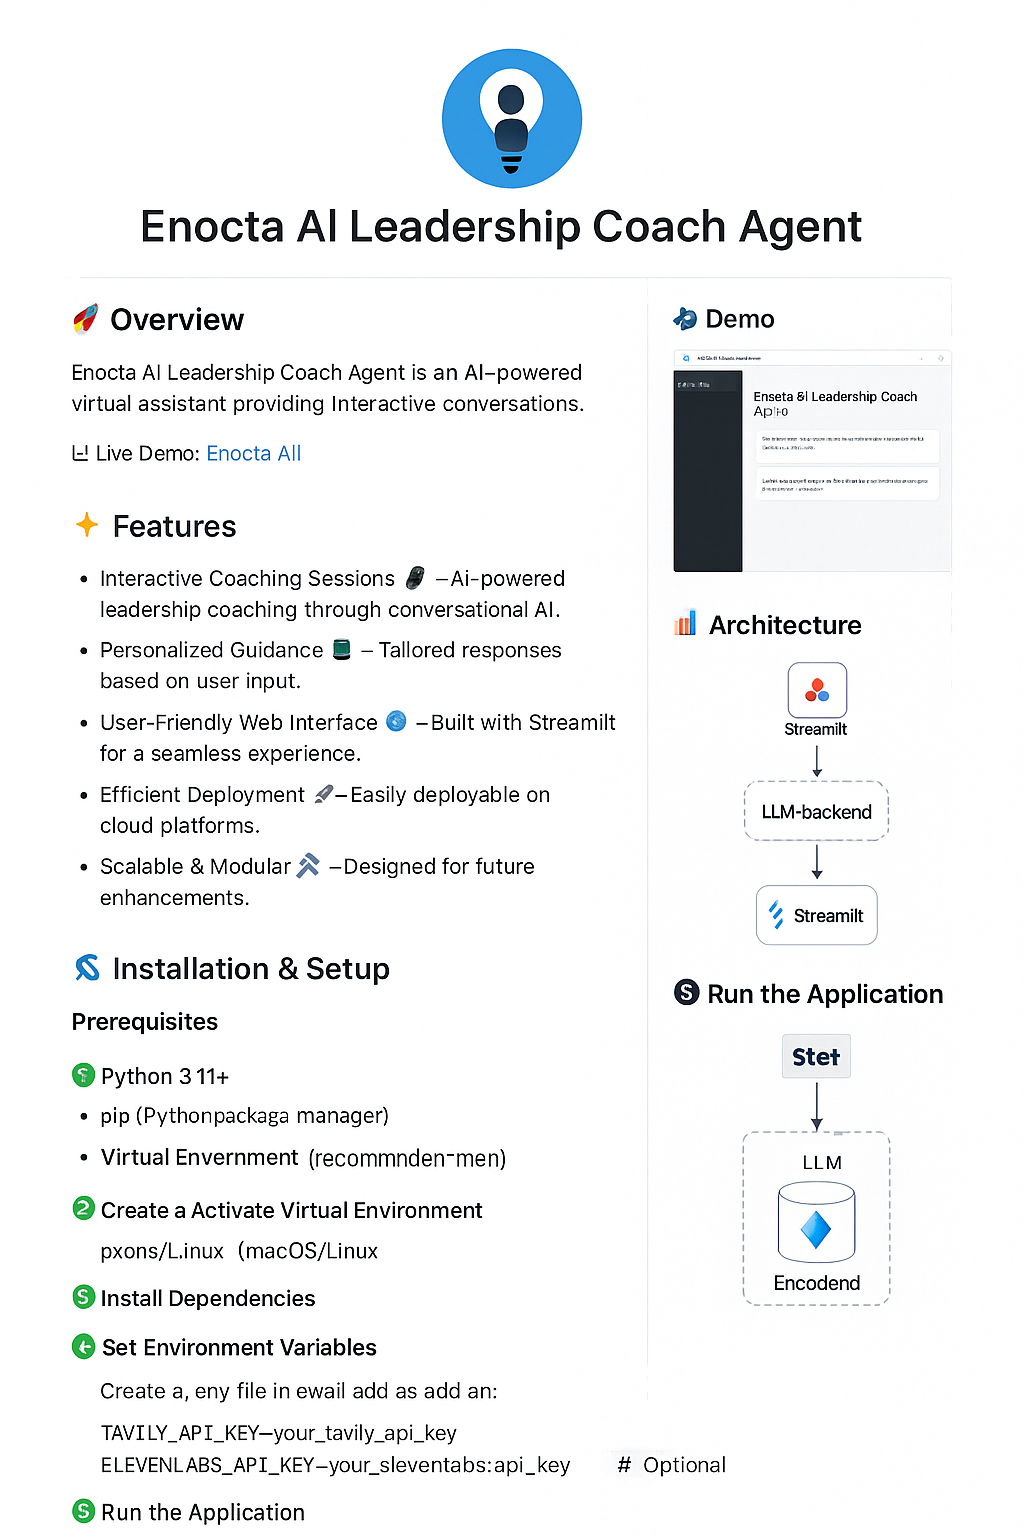 Enocta AI Leadership Coach Agent
Overview
Enocta AI Leadership Coach Agent is an AI–powered
virtual assistant providing Interactive conversations.
Live Demo: Enocta All
Features
• Interactive Coaching Sessions –Ai-powered
leadership coaching through conversational AI.
• Personalized Guidance – Tallored responses
based on user input.
• User-Friendly Web Interface –Built with Streamilt
for a seamless experience.
• Efficient Deployment –Easily deployable on
cloud platforms.
• Scalable & Modular –Designed for future
enhancements.
Installation & Setup
Prerequisites
Python 3 11+
• pip (Pythonpackaga manager)
• Virtual Envernment (recommnden-men)
2 Create a Activate Virtual Environment
pxons/L.inux (macOS/Linux
S Install Dependencies
Set Environment Variables
Create a, eny file in ewail add as add an:
TAVILY_API_KEY—your_tavily_api_key
ELEVENLABS_API_KEY—your_sleventabs:api_key # Optional
S Run the Application
Demo
Enseta &l Leadership Coach
Architecture
Streamilt
LLM-backend
Streamilt
S Run the Application
Stet
LLM
Encodend